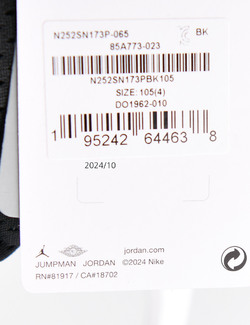 N252SN173P-065 BK
85A773-023
N252SN173PBK105
SIZE: 105(4)
DO1962-010
1 95242 64463 8
2024/10
jordan.com
JUMPMAN JORDAN ©2024 Nike
RN#81917 / CA#18702